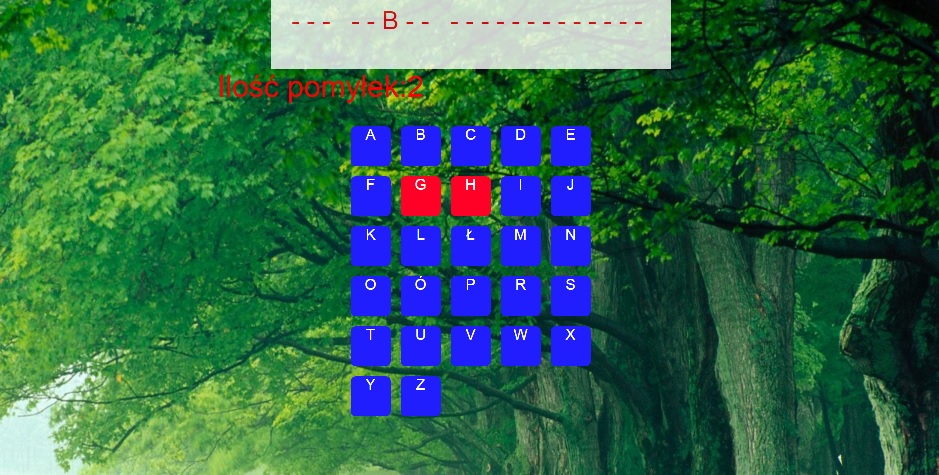 - - - - - B - - - - - - - - - - - - - - -
Ilość pomyłek:2
A B C D E
F G H I J
K L Ł M N
O Ó P R S
T U V W X
Y Z